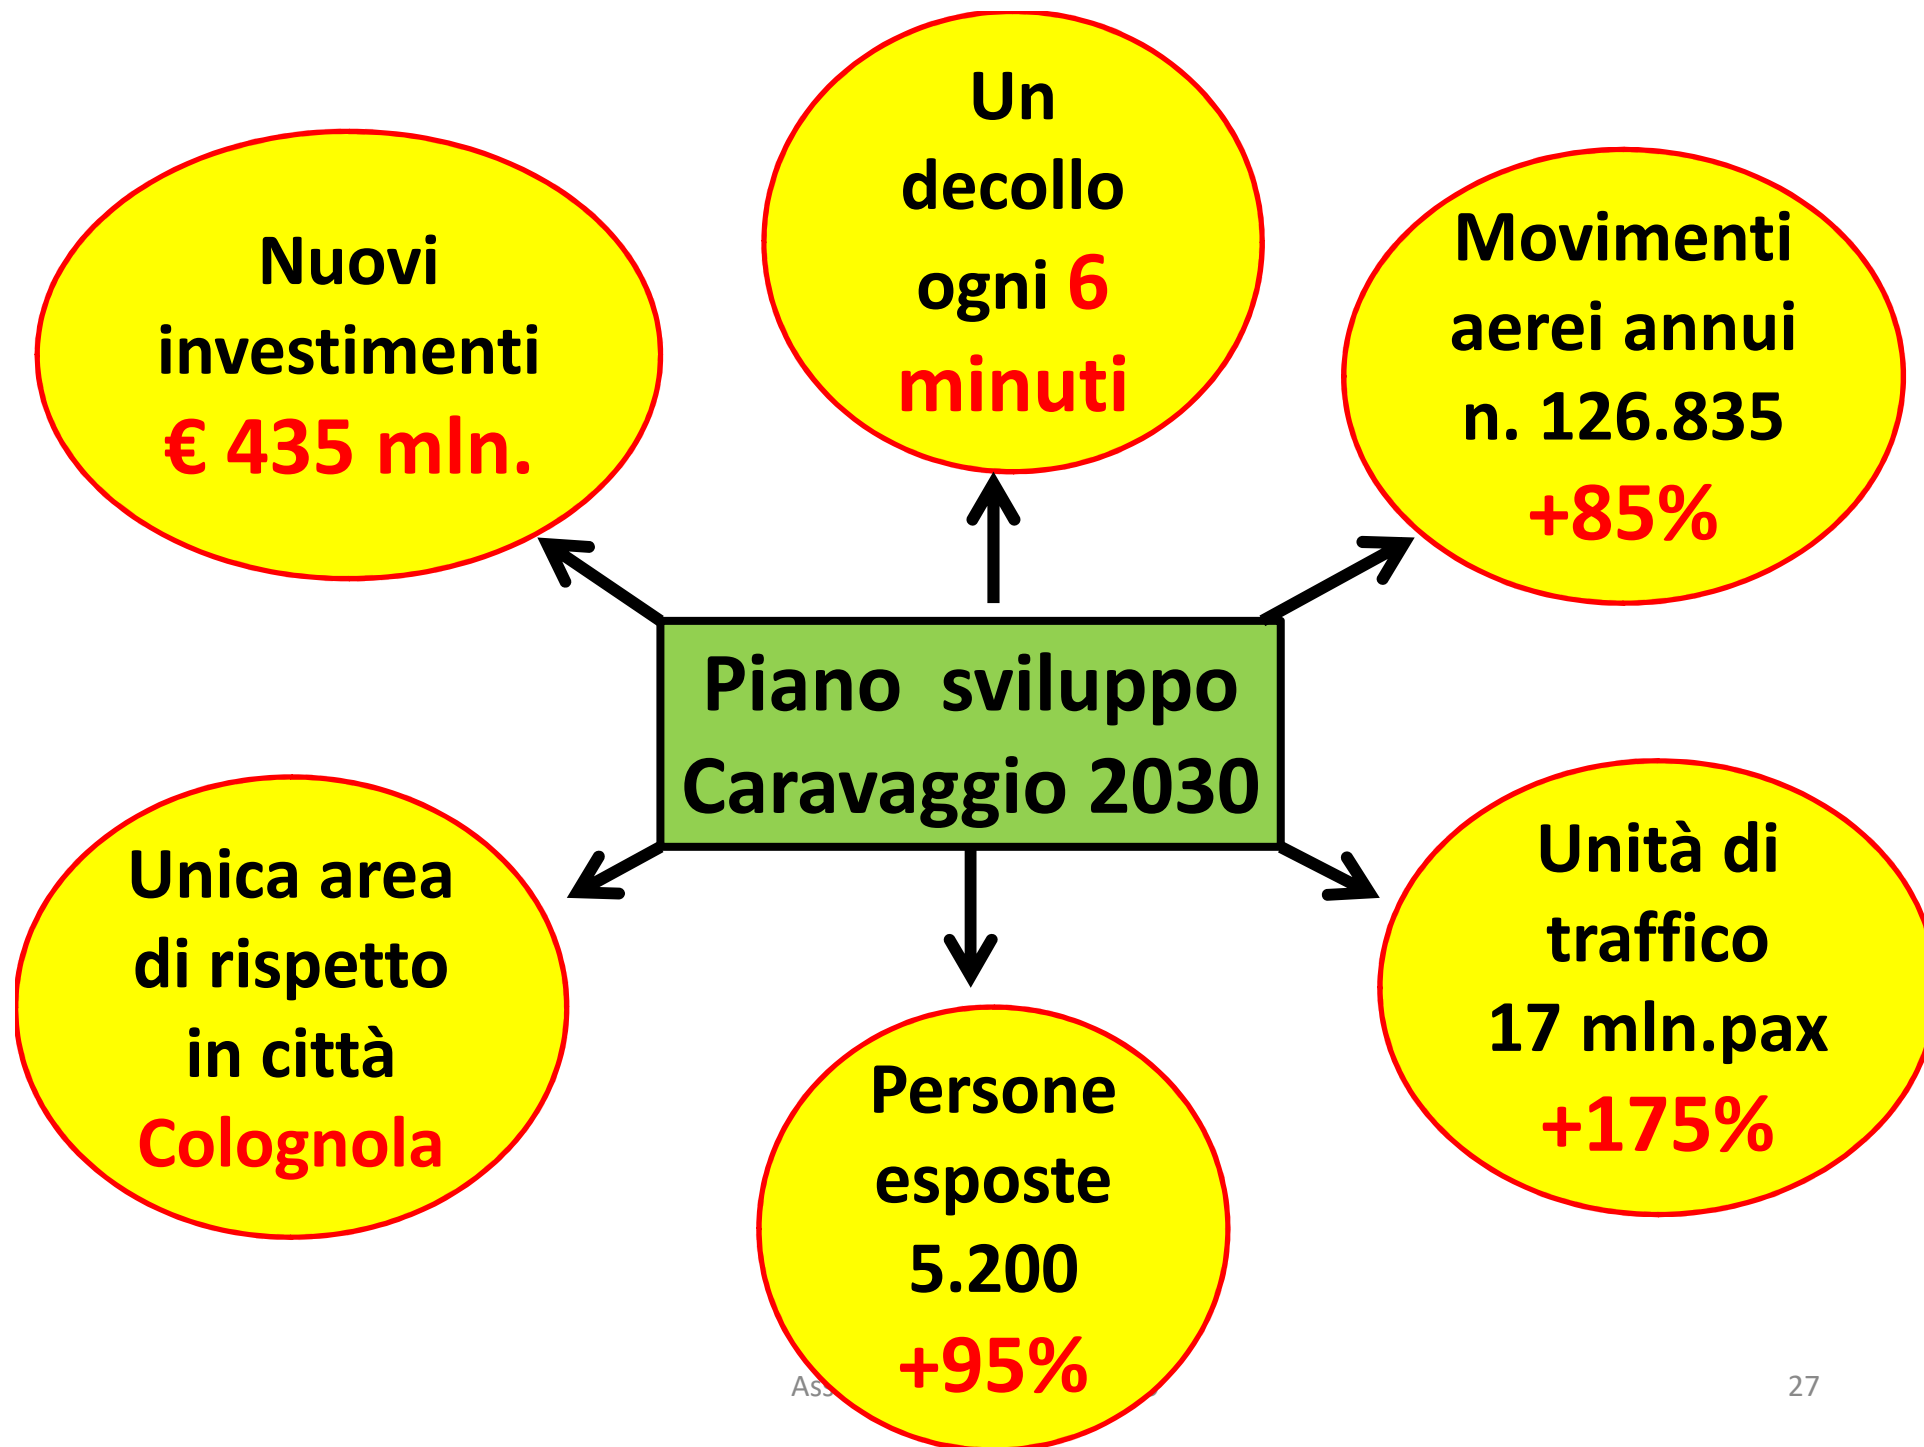 Nuovi
investimenti
€ 435 mln.
Un
decollo
ogni 6
minuti
Movimenti
aerei annui
n. 126.835
+85%
Piano sviluppo
Caravaggio 2030
Unica area
di rispetto
in città
Colognola
Persone
esposte
5.200
+95%
Unità di
traffico
17 mln.pax
+175%
27